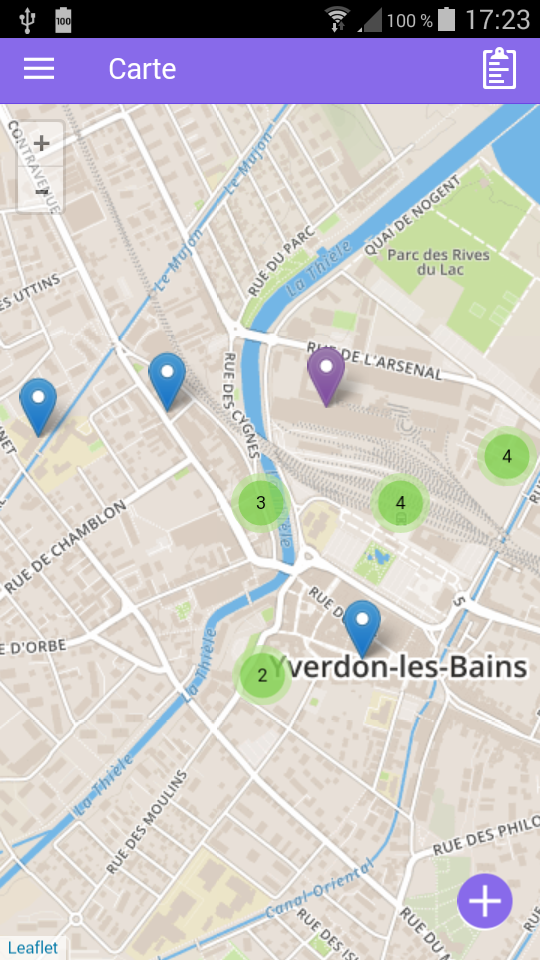 100 100 % 17:23
Carte
CONTRAVENUE
+
-
Le Mujon
Le Mujon
RUE DU PARC
La Thièle
QUAI DE NOGENT
Parc des Rives
du Lac
ES UTTINS
RUE DE L'ARSENAL
RUE DES CYGNES
NET
4
3
4
RUE DE CHAMBLON
RUE D
5
E D'ORBE
La Thièle
2
Yverdon-les-Bains
La Thièle
RUE DES MOULINS
RUE DES PHILO
Canal Oriental
RUE DES IS
RUE DU A
Leaflet